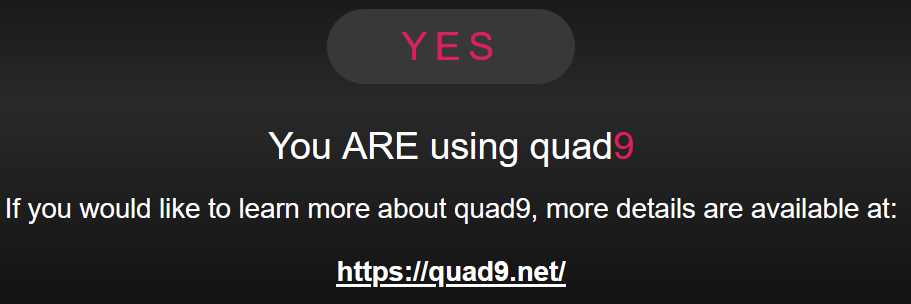 YES
You ARE using quad9
If you would like to learn more about quad9, more details are available at:
https://quad9.net/